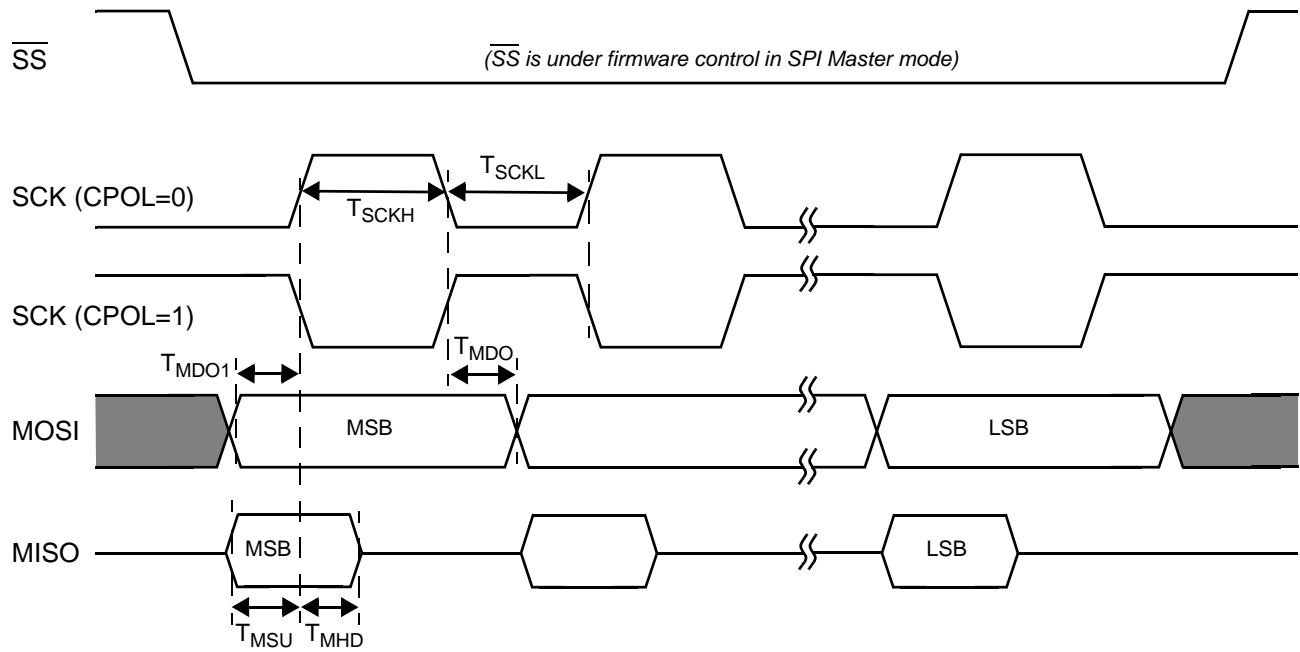 SS
(SS is under firmware control in SPI Master mode)
SCK (CPOL=0)
TSCKH
TSCKL
SCK (CPOL=1)
TMDO1
TMDO
MOSI
MSB
LSB
MISO
MSB
LSB
TMSU
TMHD